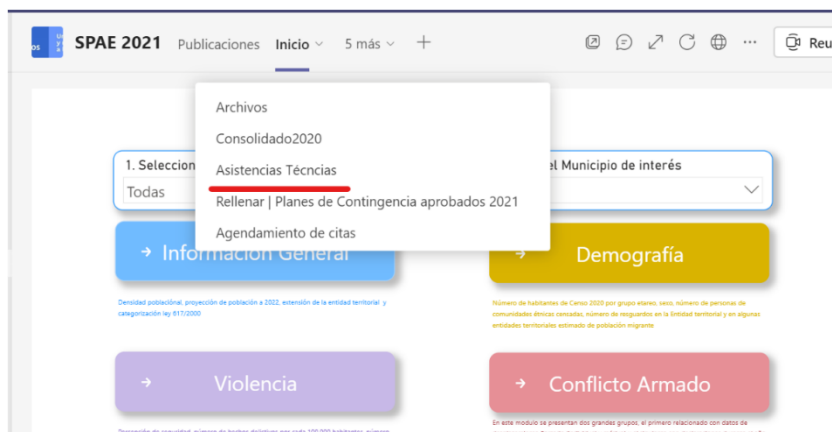 SPAE 2021 Publicaciones Inicio 5 más
Reu
Archivos
Consolidado2020
Asistencias Técncias
Rellenar | Planes de Contingencia aprobados 2021
Agendamiento de citas
1. Seleccion
Todas
el Municipio de interés
Información General
Demografía
Densidad poblaciónal, proyección de población a 2022, extensión de la entidad territorial y
categorización ley 617/2000
Número de habitantes de Censo 2020 por grupo etareo, sexo, número de personas de
comunidades étnicas censadas, número de resguardos en la Entidad territorial y en algunas
entidades territoriales estimado de población migrante
Violencia
Conflicto Armado
En este modulo se presentan dos grandes grupos, el primero relacionado con datos de